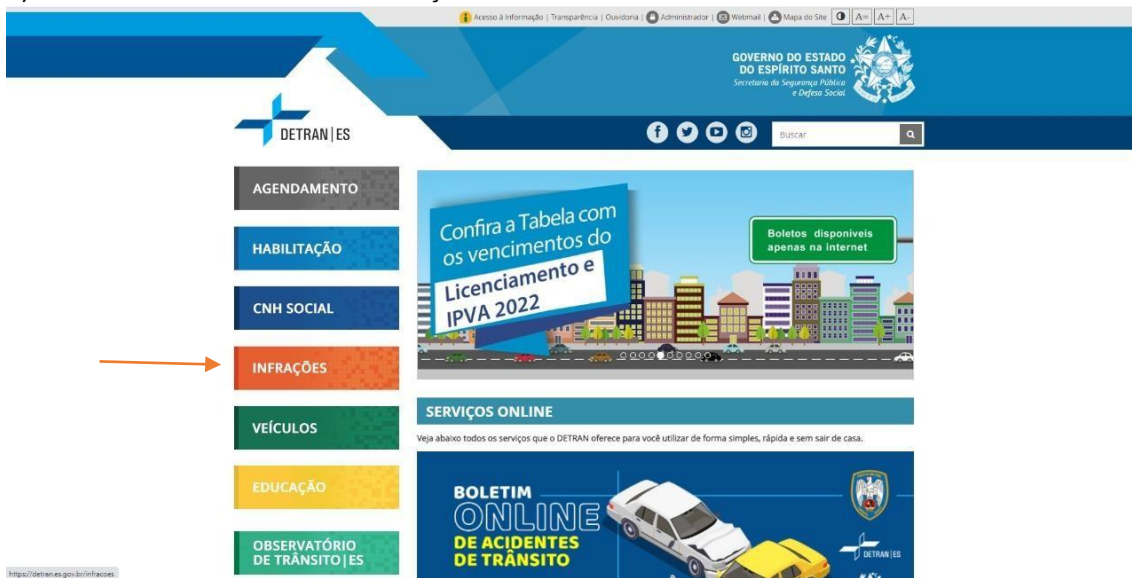 Acesso à Informação | Transparência | Ouvidoria | Administrador | Webmail | Mapa do Site A= A+ A-
GOVERNO DO ESTADO
DO ESPÍRITO SANTO
Secretaria da Segurança Pública
e Defesa Social
DETRAN|ES
Buscar
AGENDAMENTO
HABILITAÇÃO
CNH SOCIAL
INFRAÇÕES
VEÍCULOS
EDUCAÇÃO
OBSERVATÓRIO
DE TRÂNSITO|ES
Confira a Tabela com
os vencimentos do
Licenciamento e
IPVA 2022
Boletos disponíveis
apenas na internet
SERVIÇOS ONLINE
Veja abaixo todos os serviços que o DETRAN oferece para você utilizar de forma simples, rápida e sem sair de casa.
BOLETIM
ONLINE
DE ACIDENTES
DE TRÂNSITO
DETRAN|ES
https://detran.es.gov.br/infracoes